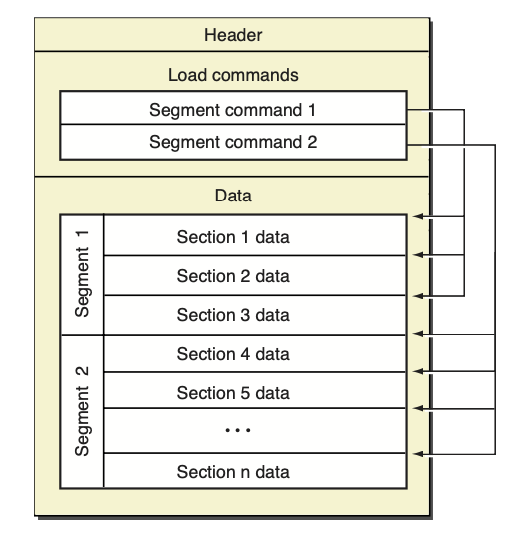 Header
Load commands
Segment command 1
Segment command 2
Data
Segment 1
Section 1 data
Section 2 data
Section 3 data
Segment 2
Section 4 data
Section 5 data
...
Section n data